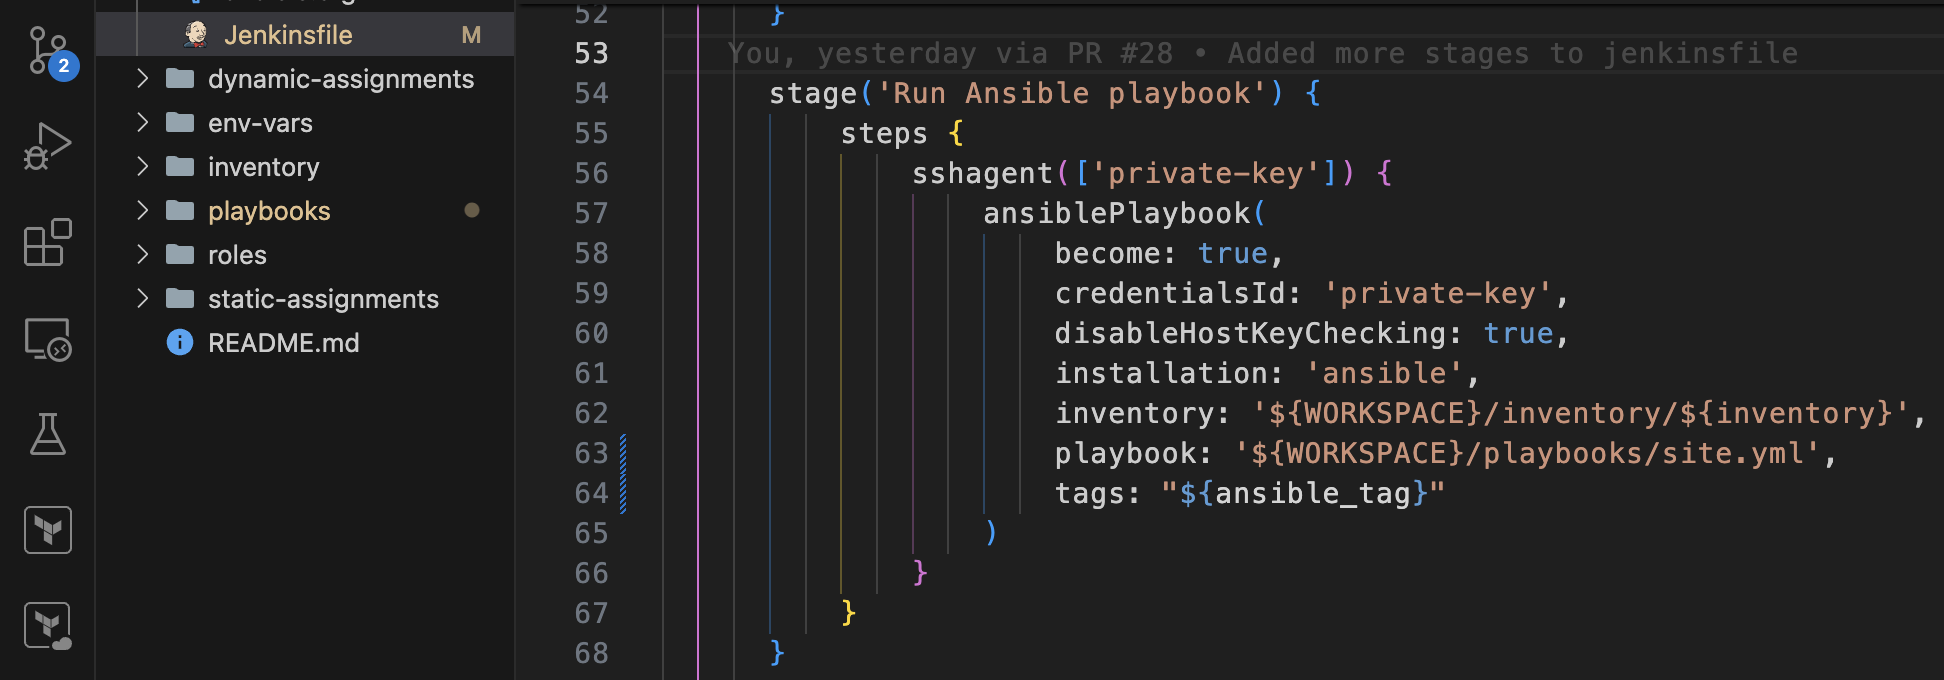 Jenkinsfile M
2
dynamic-assignments
env-vars
inventory
playbooks
roles
static-assignments
README.md
52 }
53 You, yesterday via PR #28 • Added more stages to jenkinsfile
54 stage('Run Ansible playbook') {
55 steps {
56 sshagent(['private-key']) {
57 ansiblePlaybook(
58 become: true,
59 credentialsId: 'private-key',
60 disableHostKeyChecking: true,
61 installation: 'ansible',
62 inventory: '${WORKSPACE}/inventory/${inventory}',
63 playbook: '${WORKSPACE}/playbooks/site.yml',
64 tags: "${ansible_tag}"
65 )
66 }
67 }
68 }